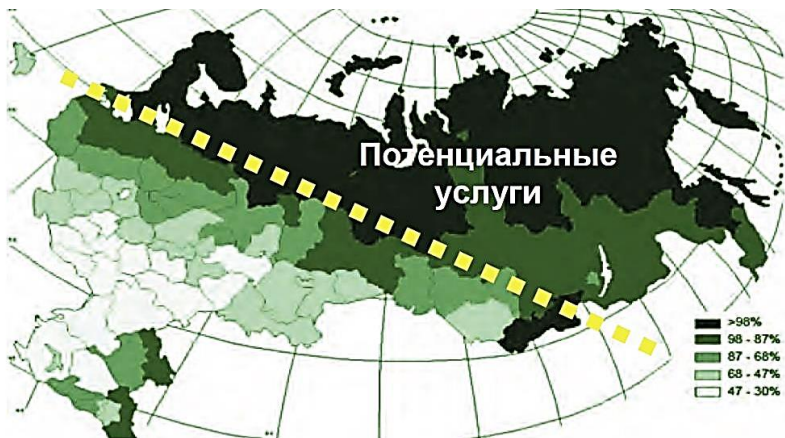 Потенциальные
услуги
>98%
98 - 87%
87 - 68%
68 - 47%
47 - 30%